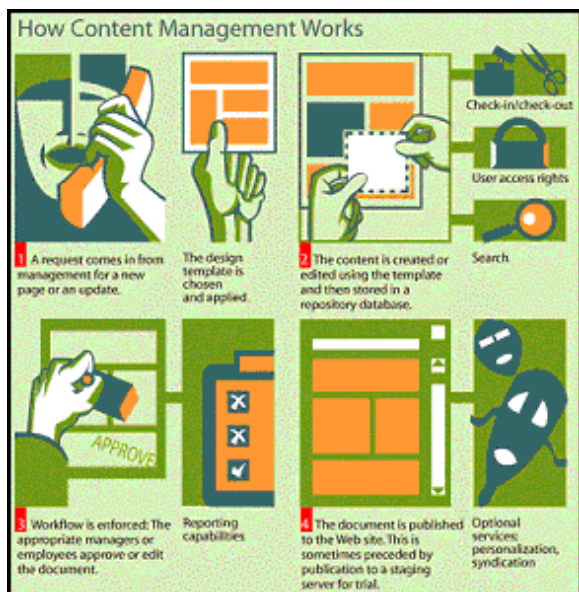 How Content Management Works
1 A request comes in from
management for a new
page or an update.
The design
template is
chosen
and applied.
2 The content is created or
edited using the template
and then stored in a
repository database.
Check-in/check-out
User access rights
Search
APPROVE
3 Workflow is enforced: The
appropriate managers or
employees approve or edit
the document.
Reporting
capabilities
4 The document is published
to the Web site. This is
sometimes preceded by
publication to a staging
server for trial.
Optional
services:
personalization,
syndication